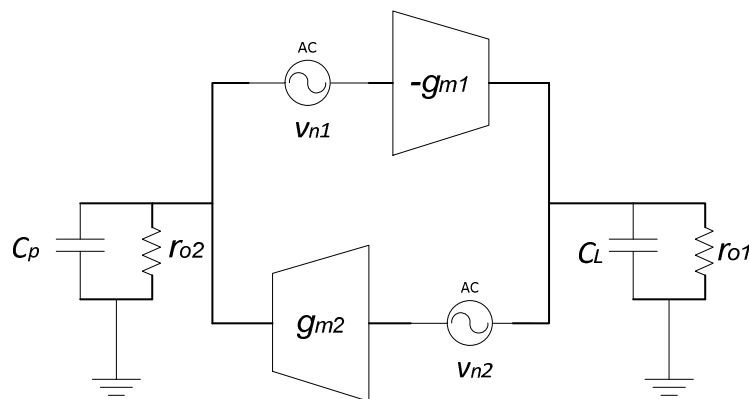 AC
-gm1
vn1
Cp
ro2
CL
ro1
gm2
AC
vn2